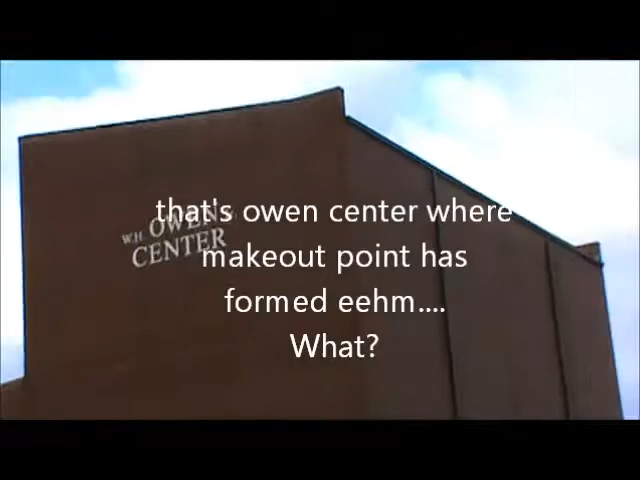 that's owen center where
makeout point has
formed eehm....
What?
W.H. OWEN
CENTER